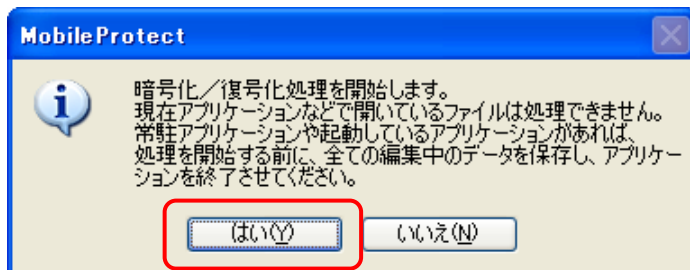 MobileProtect
暗号化／復号化処理を開始します。
現在アプリケーションなどで開いているファイルは処理できません。
常駐アプリケーションや起動しているアプリケーションがあれば、
処理を開始する前に、全ての編集中のデータを保存し、アプリケー
ションを終了させてください。
はい(Y) いいえ(N)